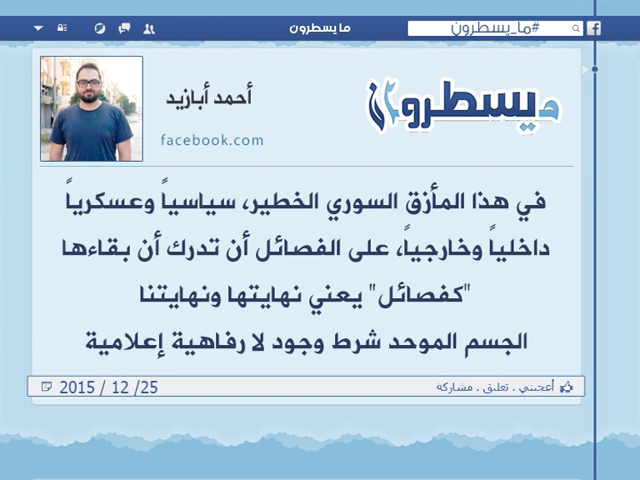 ما يسطرون
#ما_يسطرون
ما يسطرون
أحمد أبازيد
facebook.com
في هذا المأزق السوري الخطير، سياسياً وعسكرياً
داخلياً وخارجياً، على الفصائل أن تدرك أن بقاءها
"كفصائل" يعني نهايتها ونهايتنا
الجسم الموحد شرط وجود لا رفاهية إعلامية
أعجبني . تعليق . مشاركة
2015 / 12 /25